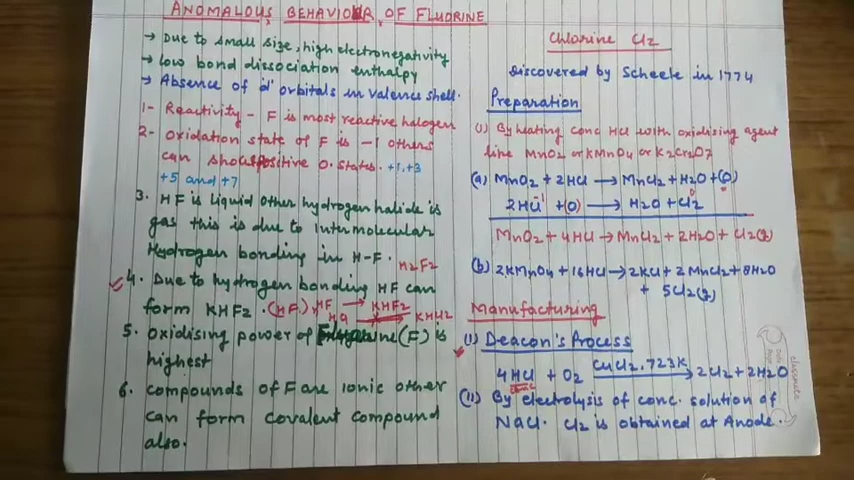 ANOMALOUS BEHAVIOUR OF FLUORINE
→ Due to small size, high electronegativity
→ low bond dissociation enthalpy
→ Absence of 'd' orbitals in valence shell.
1- Reactivity - F is most reactive halogen
2- Oxidation state of F is -1 others
can show positive O. states. +1, +3
+5 and +7
3. HF is liquid other hydrogen halide is
gas this is due to intermolecular
Hydrogen bonding in H-F. H2F2
4. Due to hydrogen bonding HF can
form KHF2. (HF) HF → KHF2
KHI2
5. oxidising power of (F) is
highest
6. compounds of F are ionic other
can form covalent compound
also.
Chlorine Cl2
Discovered by Scheele in 1774
Preparation
(i) By heating conc HCl with oxidising agent
like MnO2 or KMnO4 or K2Cr2O7
(a) MnO2 + 2HCl → MnCl2 + H2O + (O)
2HCl + (O) → H2O + Cl2
MnO2 + 4HCl → MnCl2 + 2H2O + Cl2(g)
(b) 2KMnO4 + 16HCl → 2KCl + 2MnCl2 + 8H2O
+ 5Cl2(g)
Manufacturing
(i) Deacon's Process
4HCl + O2 CuCl2, 723K → 2Cl2 + 2H2O
(ii) By electrolysis of conc. solution of
NaCl. Cl2 is obtained at Anode.